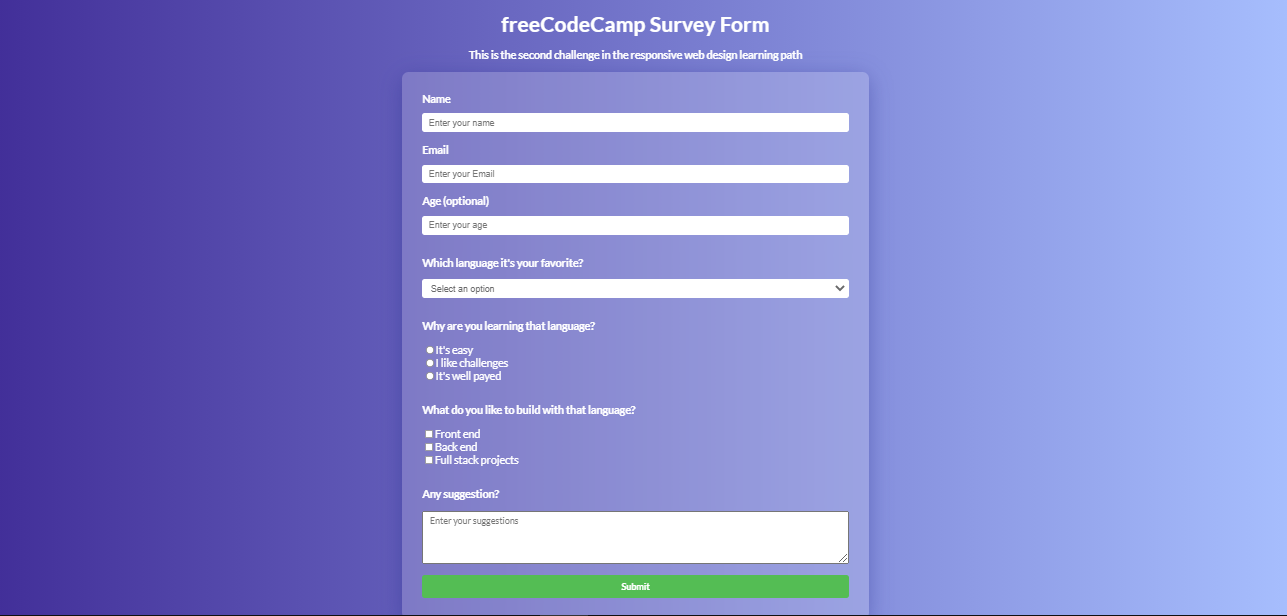 freeCodeCamp Survey Form
This is the second challenge in the responsive web design learning path
Name
Enter your name
Email
Enter your Email
Age (optional)
Enter your age
Which language it's your favorite?
Select an option
Why are you learning that language?
It's easy
I like challenges
It's well payed
What do you like to build with that language?
Front end
Back end
Full stack projects
Any suggestion?
Enter your suggestions
Submit